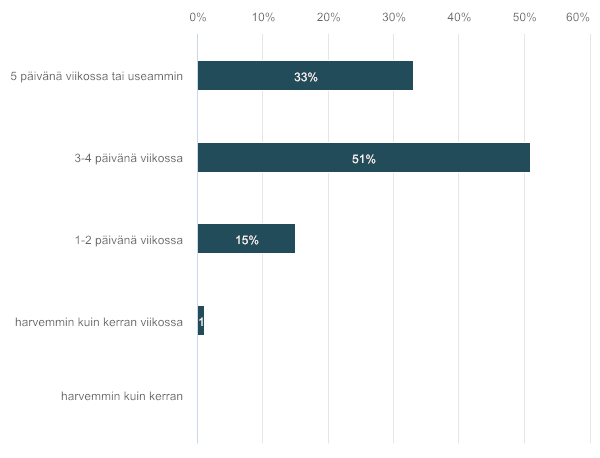 0% 10% 20% 30% 40% 50% 60%
5 päivänä viikossa tai useammin 33%
3-4 päivänä viikossa 51%
1-2 päivänä viikossa 15%
harvemmin kuin kerran viikossa 1
harvemmin kuin kerran